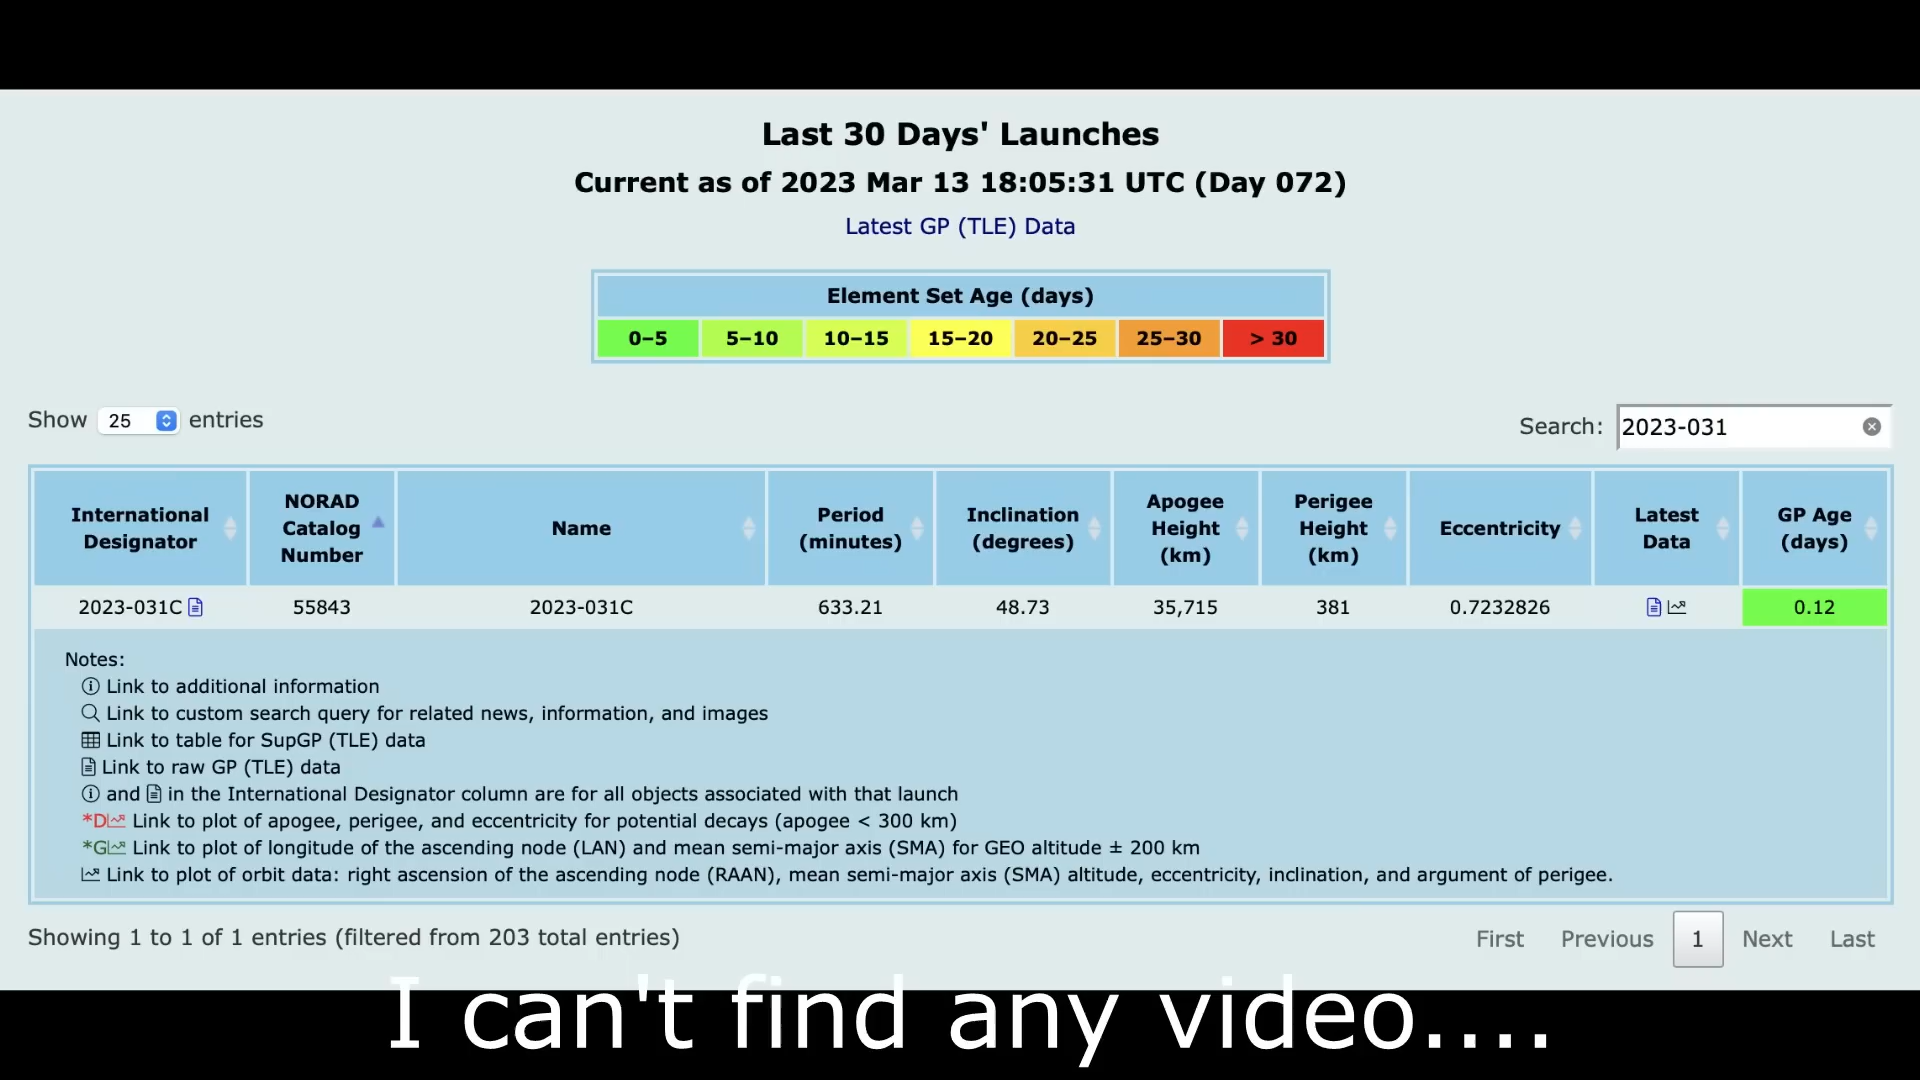 Last 30 Days' Launches
Current as of 2023 Mar 13 18:05:31 UTC (Day 072)
Latest GP (TLE) Data
Element Set Age (days)
0–5 5–10 10–15 15–20 20–25 25–30 > 30
Show 25 entries
Search: 2023-031
International Designator NORAD Catalog Number Name Period (minutes) Inclination (degrees) Apogee Height (km) Perigee Height (km) Eccentricity Latest Data GP Age (days)
2023-031C 55843 2023-031C 633.21 48.73 35,715 381 0.7232826 0.12
Notes:
Link to additional information
Link to custom search query for related news, information, and images
Link to table for SupGP (TLE) data
Link to raw GP (TLE) data
and in the International Designator column are for all objects associated with that launch
*D Link to plot of apogee, perigee, and eccentricity for potential decays (apogee < 300 km)
*G Link to plot of longitude of the ascending node (LAN) and mean semi-major axis (SMA) for GEO altitude ± 200 km
Link to plot of orbit data: right ascension of the ascending node (RAAN), mean semi-major axis (SMA) altitude, eccentricity, inclination, and argument of perigee.
Showing 1 to 1 of 1 entries (filtered from 203 total entries)
First Previous 1 Next Last
I can't find any video....